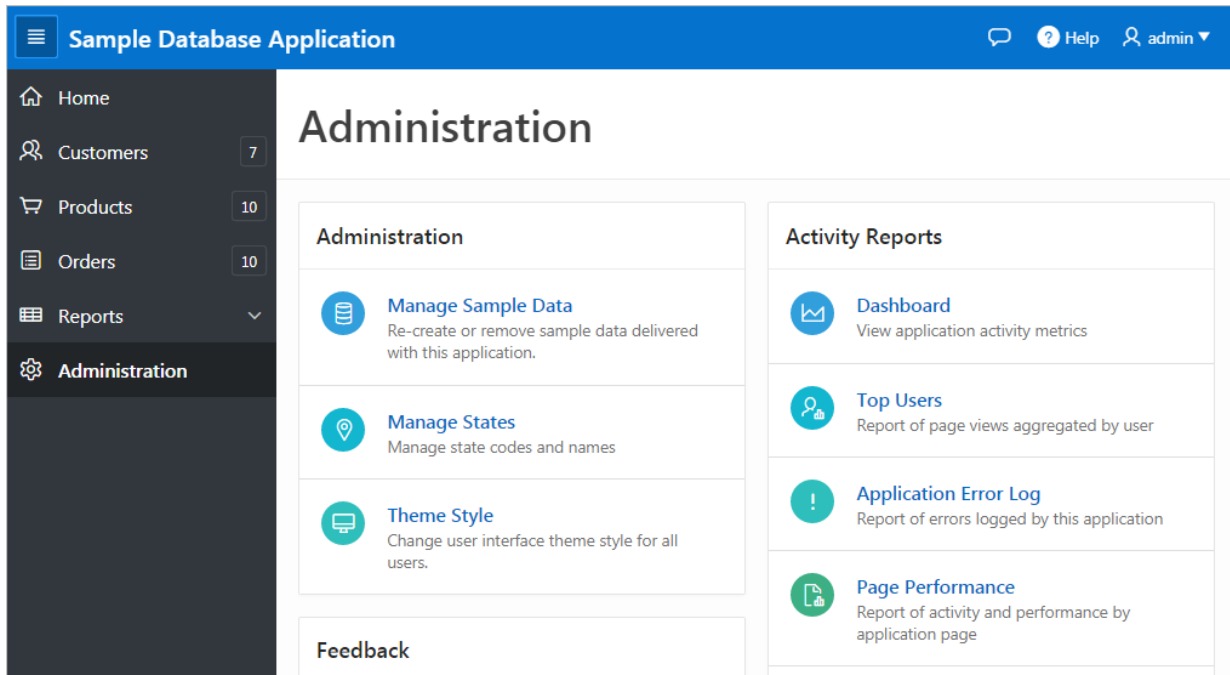 Sample Database Application
? Help
admin
Home
Customers 7
Products 10
Orders 10
Reports
Administration
Administration
Administration
Manage Sample Data
Re-create or remove sample data delivered
with this application.
Manage States
Manage state codes and names
Theme Style
Change user interface theme style for all
users.
Feedback
Activity Reports
Dashboard
View application activity metrics
Top Users
Report of page views aggregated by user
Application Error Log
Report of errors logged by this application
Page Performance
Report of activity and performance by
application page